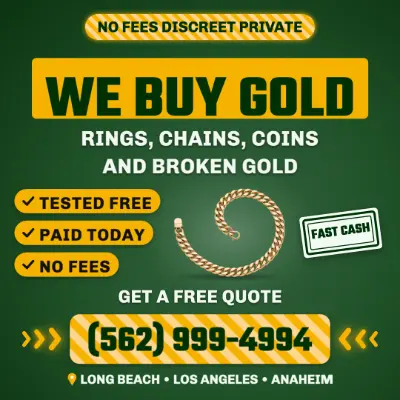 NO FEES DISCREET PRIVATE
WE BUY GOLD
RINGS, CHAINS, COINS
AND BROKEN GOLD
TESTED FREE
PAID TODAY
NO FEES
FAST CASH
GET A FREE QUOTE
(562) 999-4994
LONG BEACH • LOS ANGELES • ANAHEIM